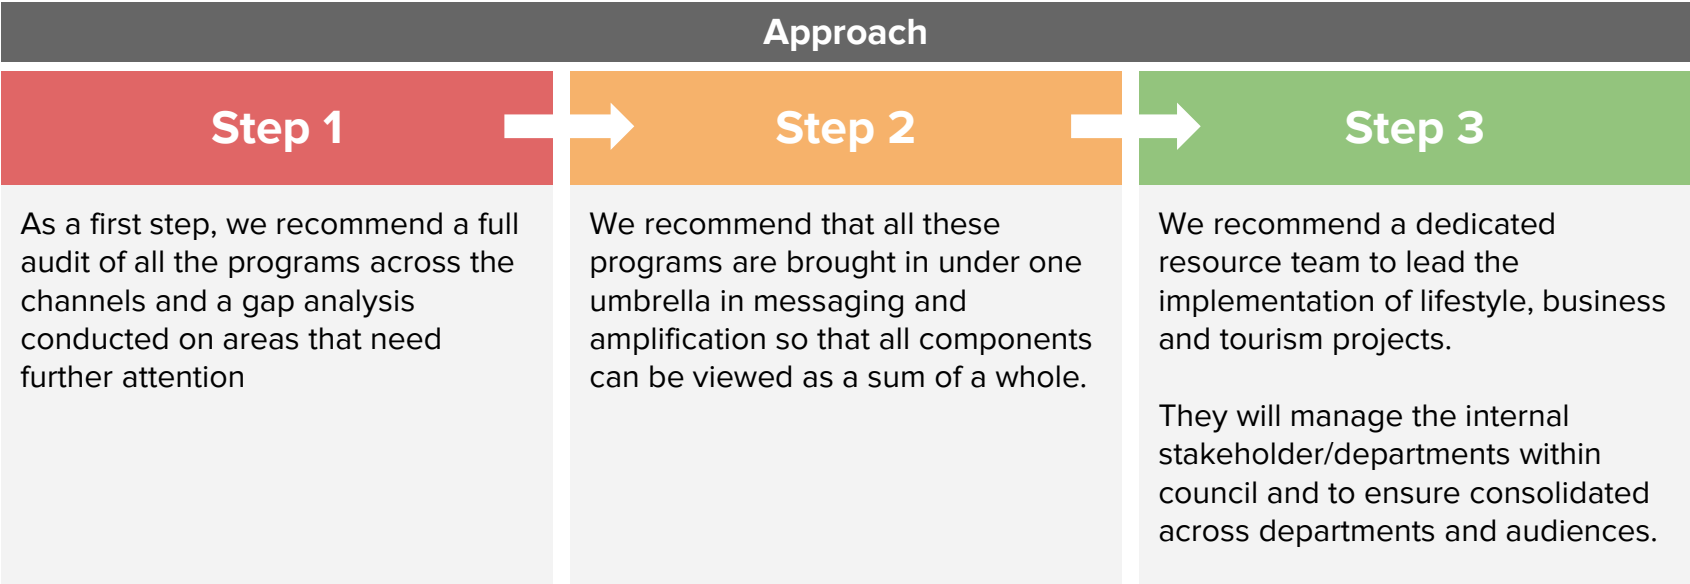 Approach
Step 1
As a first step, we recommend a full
audit of all the programs across the
channels and a gap analysis
conducted on areas that need
further attention
Step 2
We recommend that all these
programs are brought in under one
umbrella in messaging and
amplification so that all components
can be viewed as a sum of a whole.
Step 3
We recommend a dedicated
resource team to lead the
implementation of lifestyle, business
and tourism projects.
They will manage the internal
stakeholder/departments within
council and to ensure consolidated
across departments and audiences.